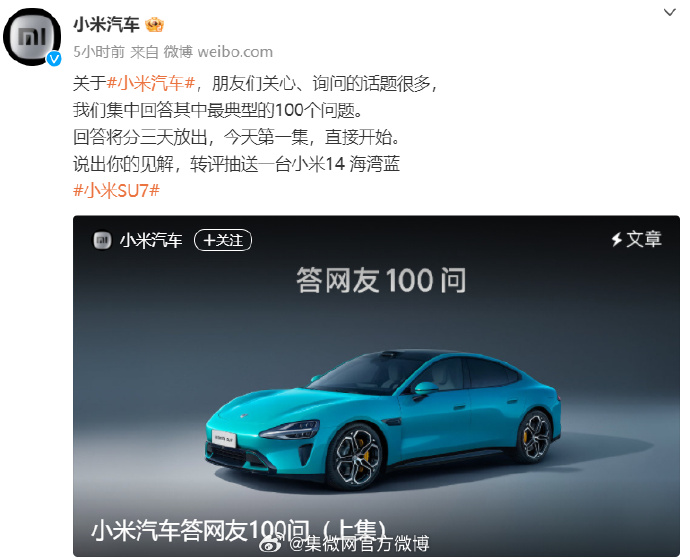 小米汽车
5小时前 来自 微博 weibo.com
关于#小米汽车#，朋友们关心、询问的话题很多，
我们集中回答其中最典型的100个问题。
回答将分三天放出，今天第一集，直接开始。
说出你的见解，转评抽送一台小米14 海湾蓝
#小米SU7#
小米汽车 +关注
文章
答网友100问
小米汽车答网友100问（上集）
@集微网官方微博